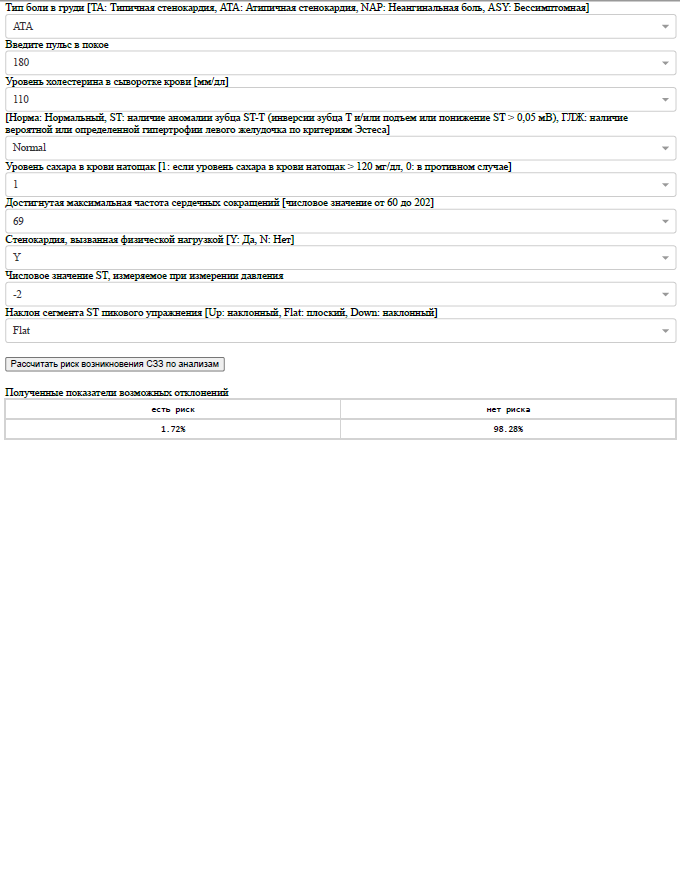 Тип боли в груди [TA: Типичная стенокардия, ATA: Атипичная стенокардия, NAP: Неангинальная боль, ASY: Бессимптомная]
ATA
Введите пульс в покое
180
Уровень холестерина в сыворотке крови [мм/дл]
110
[Норма: Нормальный, ST: наличие аномалии зубца ST-T (инверсии зубца T и/или подъем или понижение ST > 0,05 мВ), ГЛЖ: наличие
вероятной или определенной гипертрофии левого желудочка по критериям Эстеса]
Normal
Уровень сахара в крови натощак [1: если уровень сахара в крови натощак > 120 мг/дл, 0: в противном случае]
1
Достигнутая максимальная частота сердечных сокращений [числовое значение от 60 до 202]
69
Стенокардия, вызванная физической нагрузкой [Y: Да, N: Нет]
Y
Числовое значение ST, измеряемое при измерении давления
-2
Наклон сегмента ST пикового упражнения [Up: наклонный, Flat: плоский, Down: наклонный]
Flat
Рассчитать риск возникновения СЗЗ по анализам
Полученные показатели возможных отклонений
есть риск нет риска
1.72% 98.28%